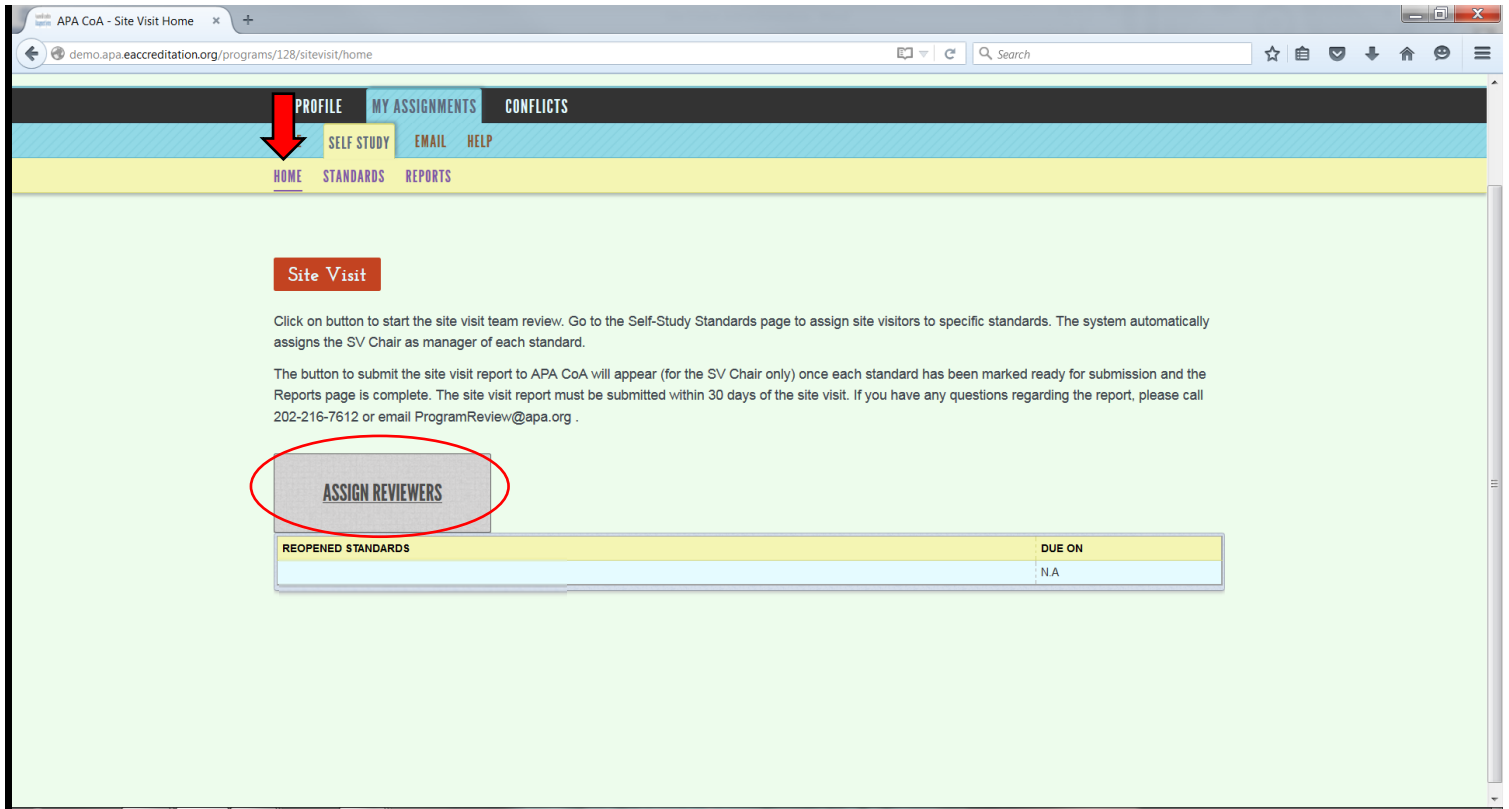 APA CoA - Site Visit Home
demo.apa.eaccreditation.org/programs/128/sitevisit/home
Search
PROFILE MY ASSIGNMENTS CONFLICTS
SELF STUDY EMAIL HELP
HOME STANDARDS REPORTS
Site Visit
Click on button to start the site visit team review. Go to the Self-Study Standards page to assign site visitors to specific standards. The system automatically
assigns the SV Chair as manager of each standard.
The button to submit the site visit report to APA CoA will appear (for the SV Chair only) once each standard has been marked ready for submission and the
Reports page is complete. The site visit report must be submitted within 30 days of the site visit. If you have any questions regarding the report, please call
202-216-7612 or email ProgramReview@apa.org .
ASSIGN REVIEWERS
REOPENED STANDARDS DUE ON
N.A